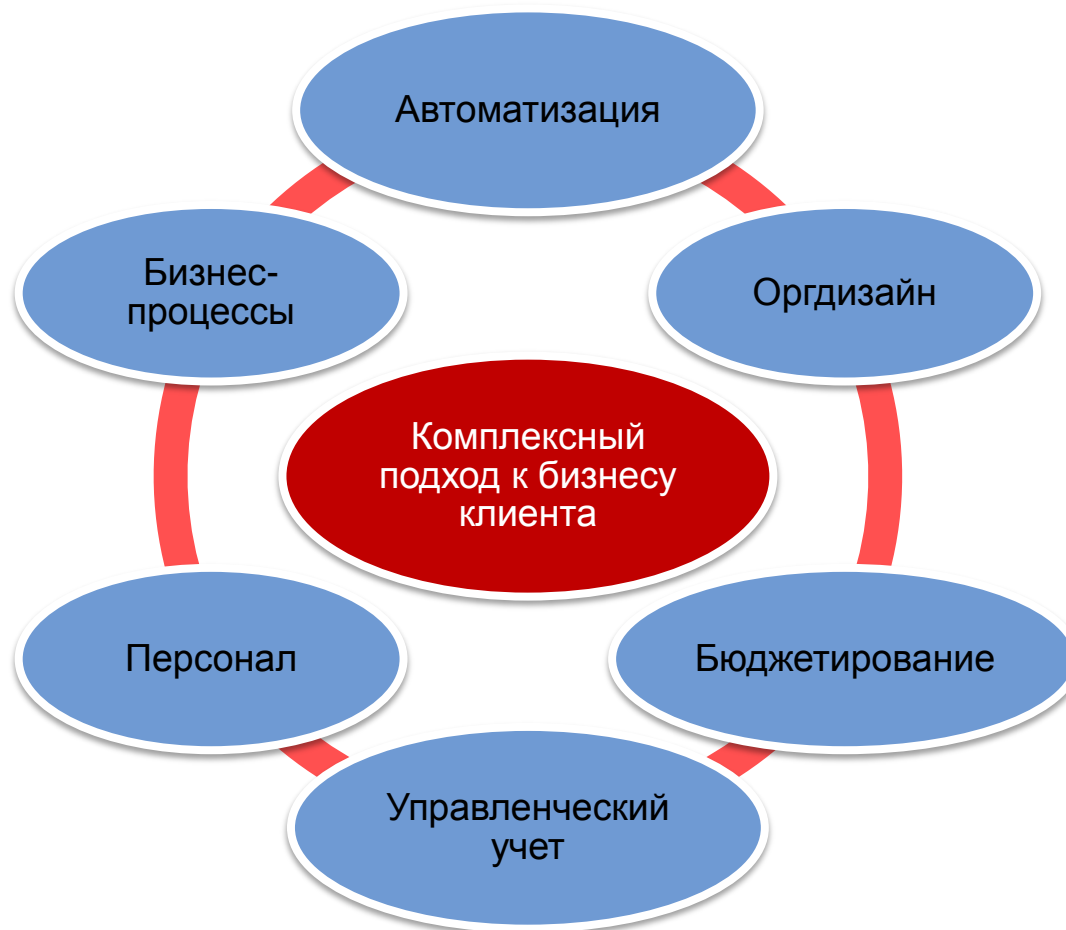 Автоматизация
Бизнес-
процессы
Оргдизайн
Комплексный
подход к бизнесу
клиента
Персонал
Бюджетирование
Управленческий
учет